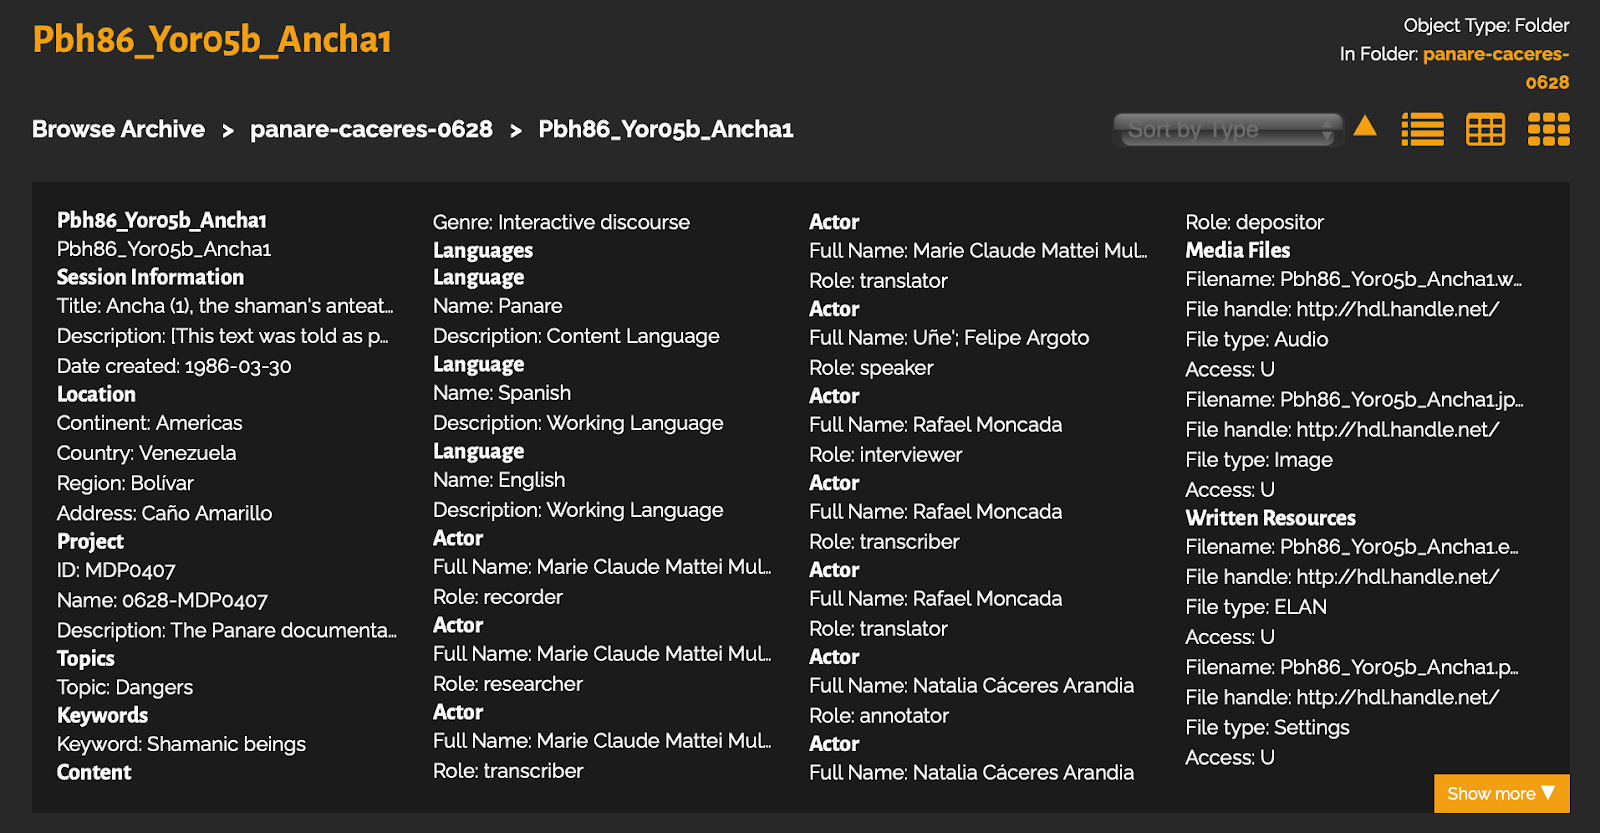 Pbh86_Yor05b_Ancha1
Object Type: Folder
In Folder: panare-caceres-
0628
Browse Archive > panare-caceres-0628 > Pbh86_Yor05b_Ancha1
Sort by Type
Pbh86_Yor05b_Ancha1
Pbh86_Yor05b_Ancha1
Session Information
Title: Ancha (1), the shaman's anteat…
Description: [This text was told as p…
Date created: 1986-03-30
Location
Continent: Americas
Country: Venezuela
Region: Bolívar
Address: Caño Amarillo
Project
ID: MDP0407
Name: 0628-MDP0407
Description: The Panare documenta…
Topics
Topic: Dangers
Keywords
Keyword: Shamanic beings
Content
Genre: Interactive discourse
Languages
Language
Name: Panare
Description: Content Language
Language
Name: Spanish
Description: Working Language
Language
Name: English
Description: Working Language
Actor
Full Name: Marie Claude Mattei Mul…
Role: recorder
Actor
Full Name: Marie Claude Mattei Mul…
Role: researcher
Actor
Full Name: Marie Claude Mattei Mul…
Role: transcriber
Actor
Full Name: Marie Claude Mattei Mul…
Role: translator
Actor
Full Name: Uñe'; Felipe Argoto
Role: speaker
Actor
Full Name: Rafael Moncada
Role: interviewer
Actor
Full Name: Rafael Moncada
Role: transcriber
Actor
Full Name: Rafael Moncada
Role: translator
Actor
Full Name: Natalia Cáceres Arandia
Role: annotator
Actor
Full Name: Natalia Cáceres Arandia
Role: depositor
Media Files
Filename: Pbh86_Yor05b_Ancha1.w…
File handle: http://hdl.handle.net/
File type: Audio
Access: U
Filename: Pbh86_Yor05b_Ancha1.jp…
File handle: http://hdl.handle.net/
File type: Image
Access: U
Written Resources
Filename: Pbh86_Yor05b_Ancha1.e…
File handle: http://hdl.handle.net/
File type: ELAN
Access: U
Filename: Pbh86_Yor05b_Ancha1.p…
File handle: http://hdl.handle.net/
File type: Settings
Access: U
Show more ▼